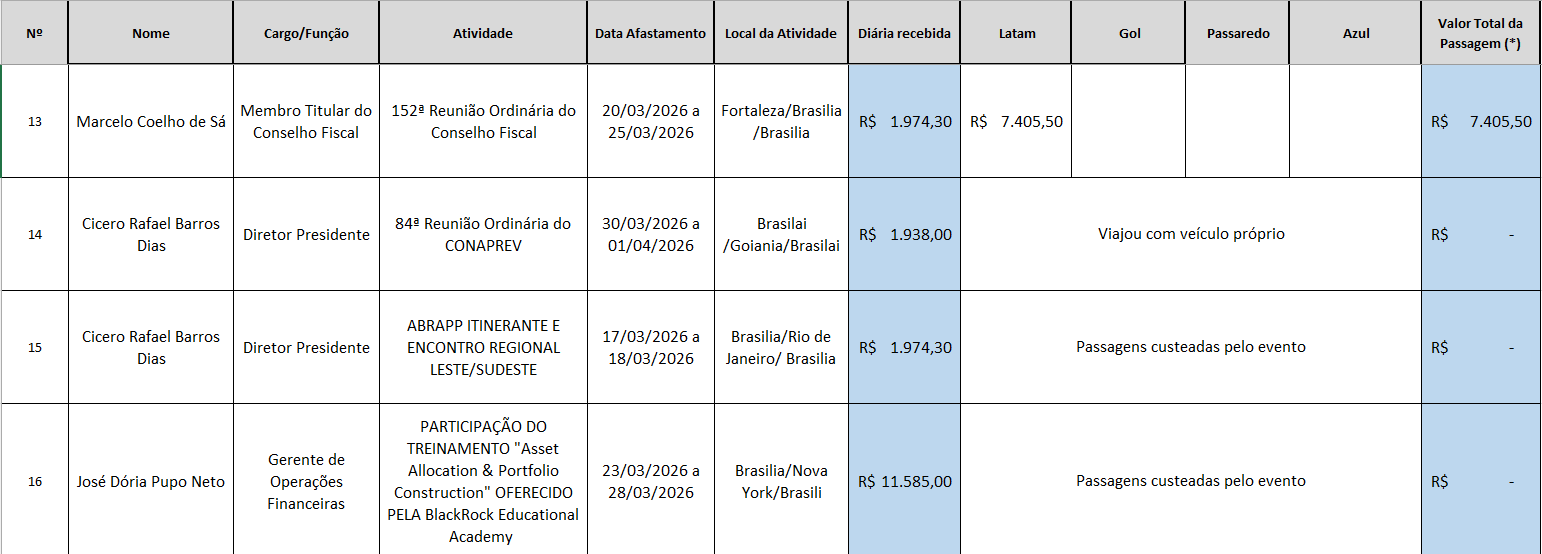 Nº Nome Cargo/Função Atividade Data Afastamento Local da Atividade Diária recebida Latam Gol Passaredo Azul Valor Total da
Passagem (*)
13 Marcelo Coelho de Sá Membro Titular do
Conselho Fiscal 152ª Reunião Ordinária do
Conselho Fiscal 20/03/2026 a
25/03/2026 Fortaleza/Brasilia
/Brasilia R$ 1.974,30 R$ 7.405,50 R$ 7.405,50
14 Cicero Rafael Barros
Dias Diretor Presidente 84ª Reunião Ordinária do
CONAPREV 30/03/2026 a
01/04/2026 Brasilai
/Goiania/Brasilai R$ 1.938,00 Viajou com veículo próprio R$ -
15 Cicero Rafael Barros
Dias Diretor Presidente ABRAPP ITINERANTE E
ENCONTRO REGIONAL
LESTE/SUDESTE 17/03/2026 a
18/03/2026 Brasilia/Rio de
Janeiro/ Brasilia R$ 1.974,30 Passagens custeadas pelo evento R$ -
16 José Dória Pupo Neto Gerente de
Operações
Financeiras PARTICIPAÇÃO DO
TREINAMENTO "Asset
Allocation & Portfolio
Construction" OFERECIDO
PELA BlackRock Educational
Academy 23/03/2026 a
28/03/2026 Brasilia/Nova
York/Brasili R$ 11.585,00 Passagens custeadas pelo evento R$ -